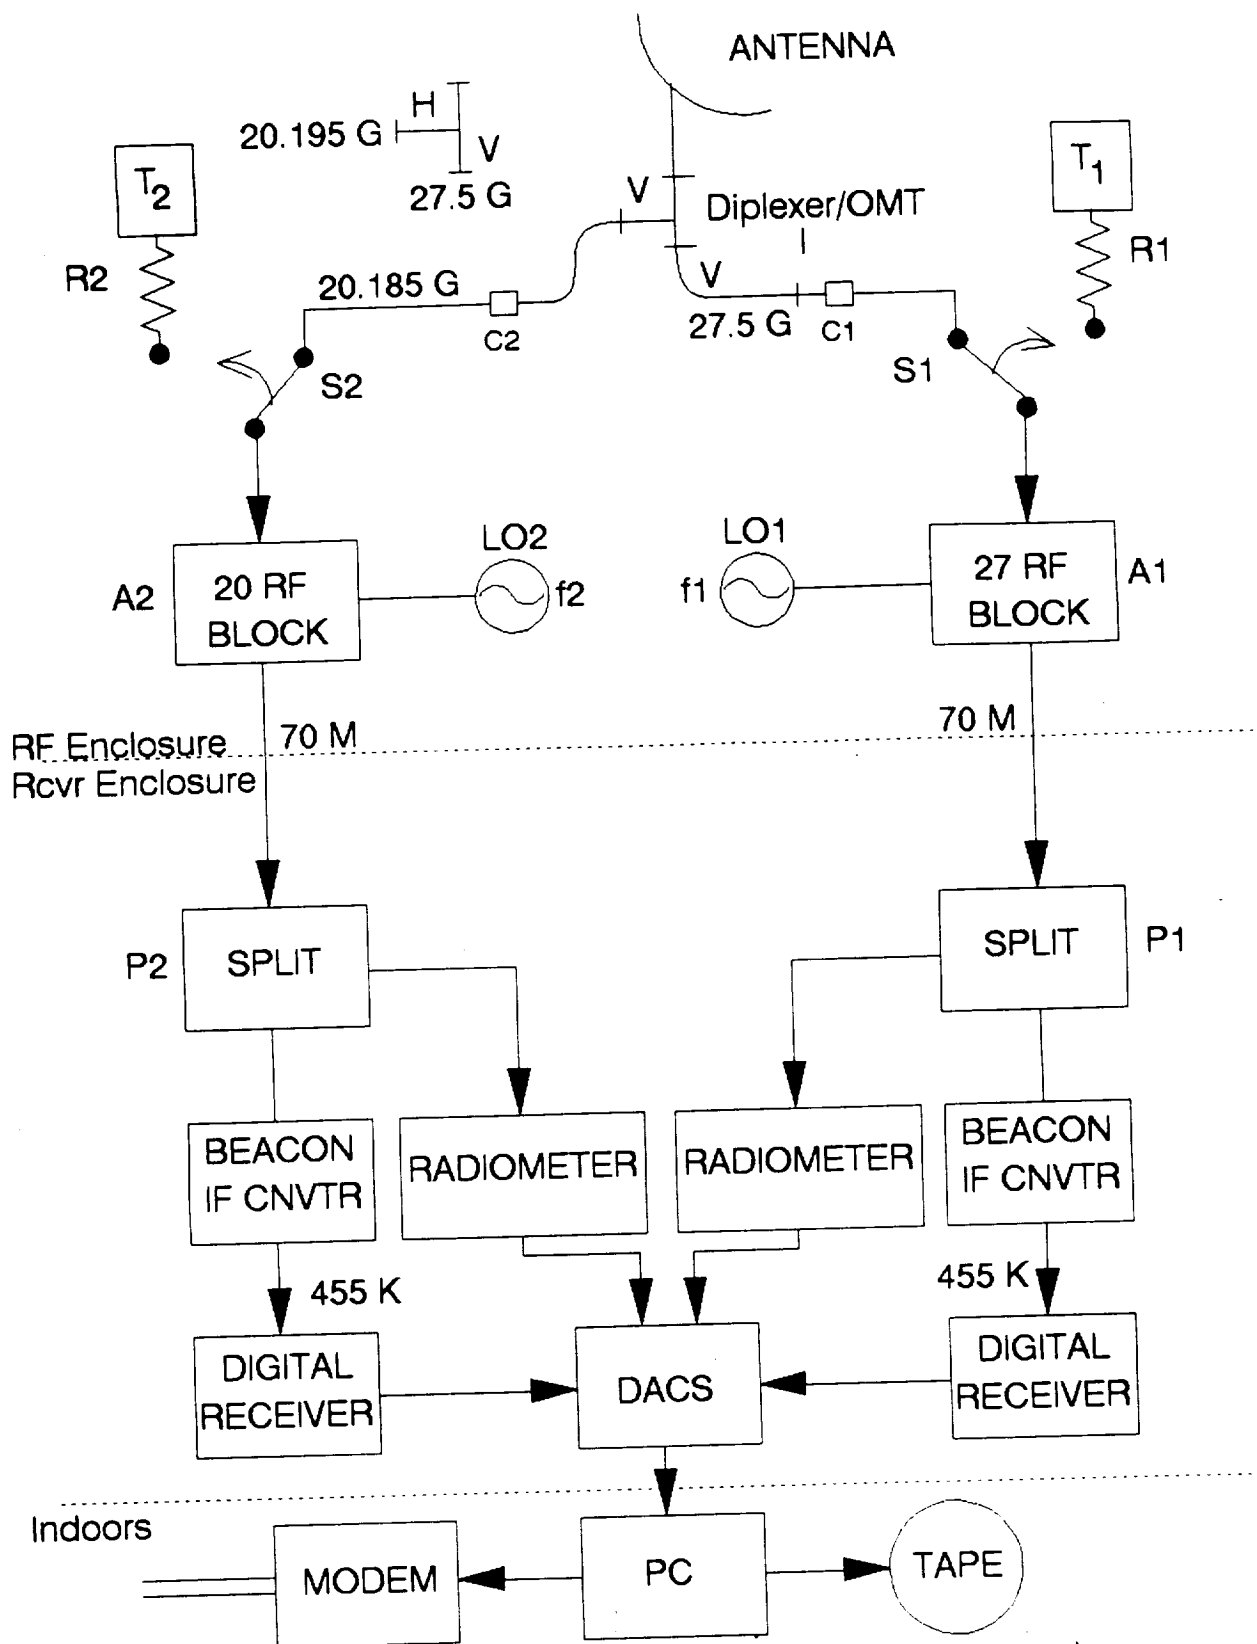 ANTENNA
H
20.195 G
V
27.5 G
T2
T1
V
Diplexer/OMT
R2
R1
20.185 G
V
27.5 G
C2
C1
S2
S1
LO2
LO1
A2
20 RF
BLOCK
f2
f1
27 RF
BLOCK
A1
70 M
70 M
RF Enclosure
Rcvr Enclosure
P2
SPLIT
SPLIT
P1
BEACON
IF CNVTR
RADIOMETER
RADIOMETER
BEACON
IF CNVTR
455 K
455 K
DIGITAL
RECEIVER
DACS
DIGITAL
RECEIVER
Indoors
MODEM
PC
TAPE